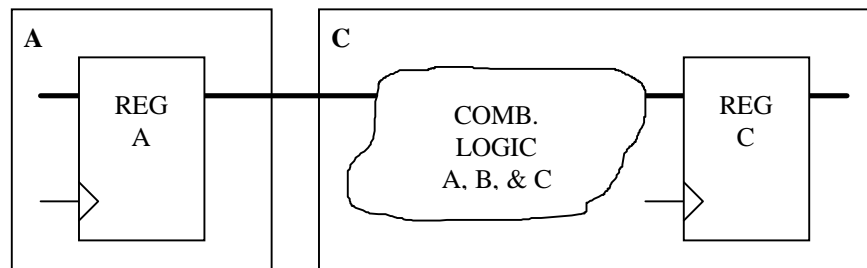 A
REG
A
C
COMB.
LOGIC
A, B, & C
REG
C